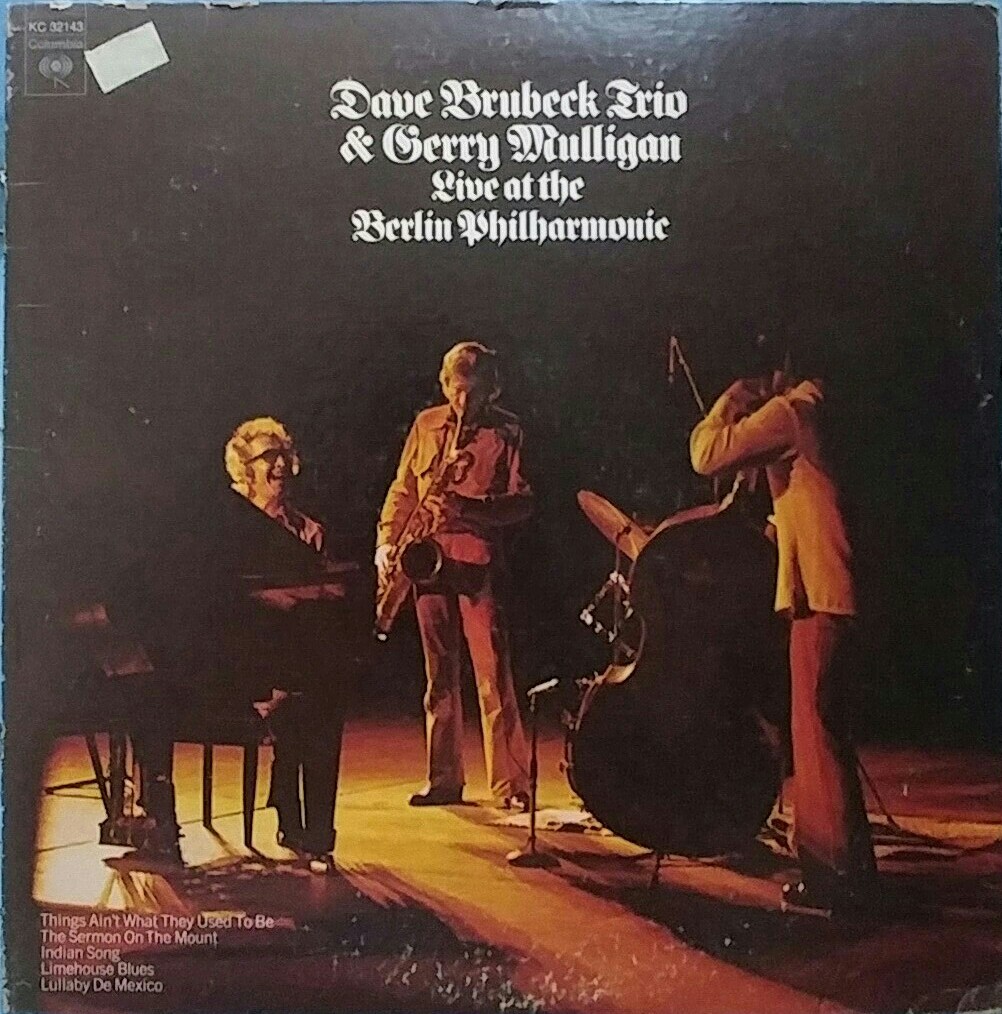 KC 32143
Columbia
Dave Brubeck Trio
& Gerry Mulligan
Live at the
Berlin Philharmonic
Things Ain't What They Used To Be
The Sermon On The Mount
Indian Song
Limehouse Blues
Lullaby De Mexico